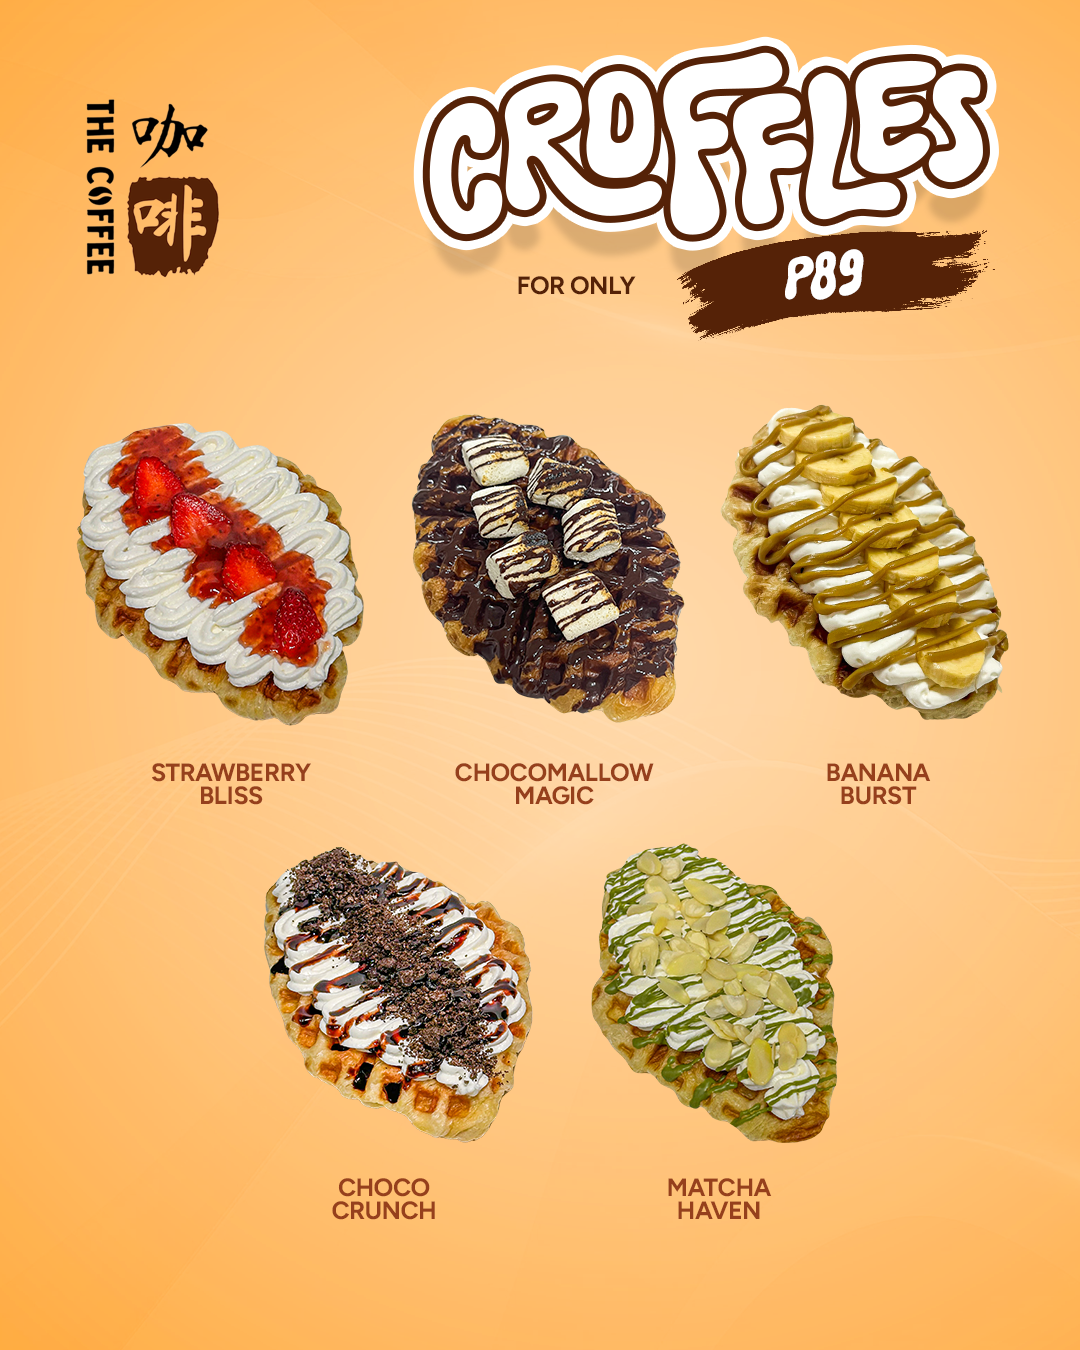 THE COFFEE
咖
啡
CROFFLES
FOR ONLY
P89
STRAWBERRY
BLISS
CHOCOMALLOW
MAGIC
BANANA
BURST
CHOCO
CRUNCH
MATCHA
HAVEN